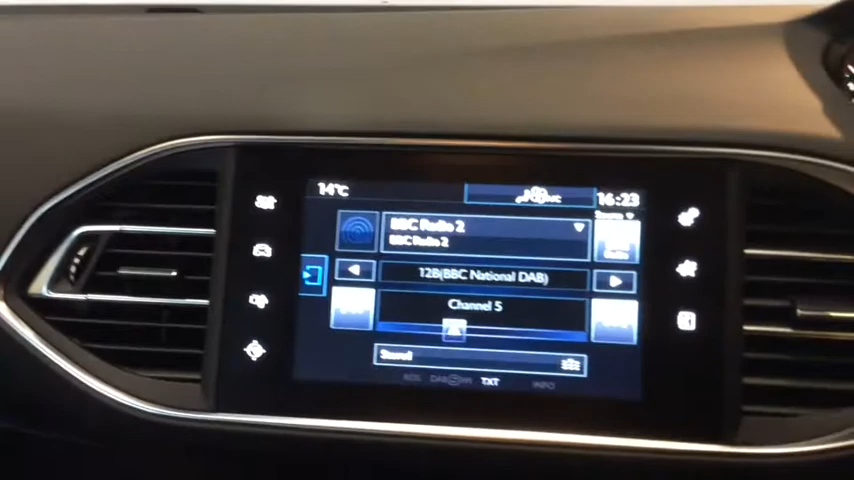 14°C
16:23
BBC Radio 2
BBC Radio 2
12B(BBC National DAB)
Channel 5
TXT
INFO